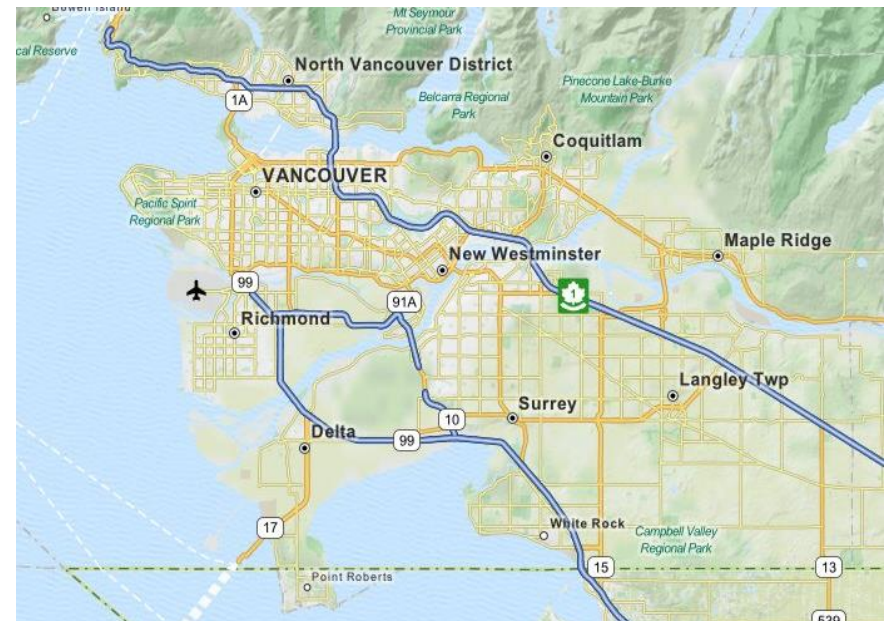 Bowen Island
Mt Seymour
Provincial Park
cal Reserve
North Vancouver District
Pinecone Lake-Burke
Mountain Park
1A
Belcarra Regional
Park
Coquitlam
VANCOUVER
Pacific Spirit
Regional Park
Maple Ridge
New Westminster
99
1
91A
Richmond
Langley Twp
Surrey
10
Delta
99
17
White Rock
Campbell Valley
Regional Park
15
13
Point Roberts
539